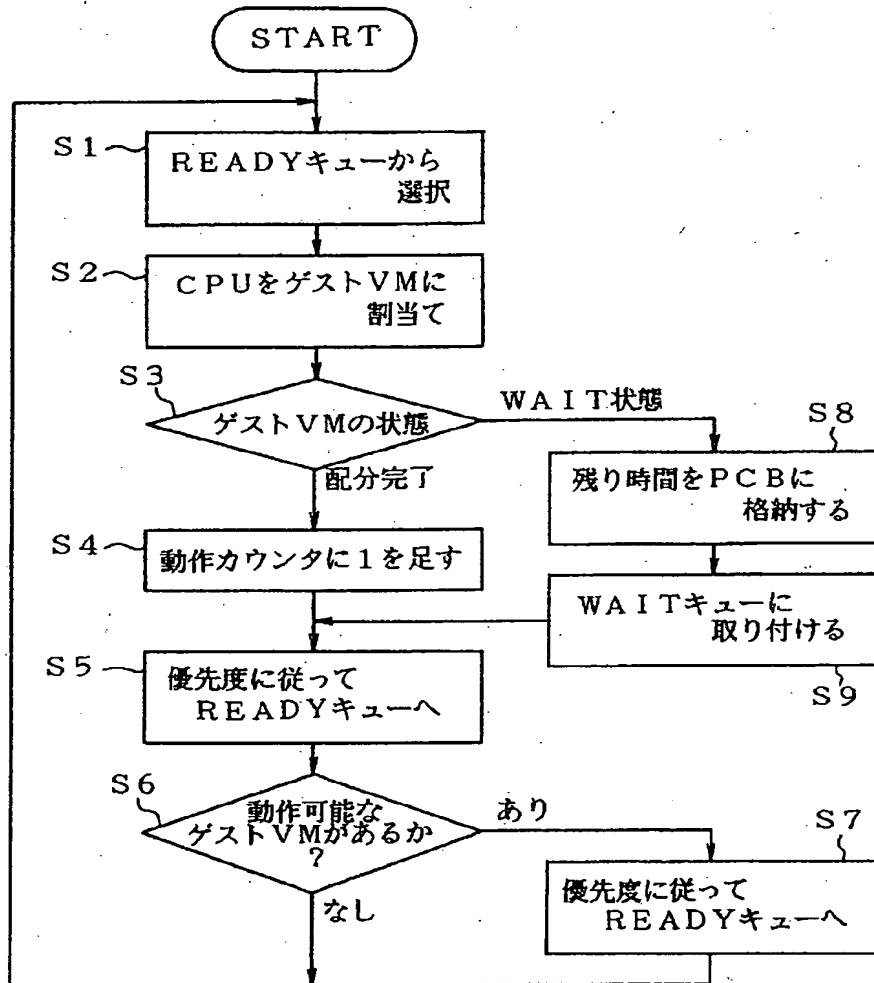 START
S1
READYキューから
選択
S2
CPUをゲストVMに
割当て
S3
ゲストVMの状態
WAIT状態
配分完了
S8
残り時間をPCBに
格納する
S4
動作カウンタに1を足す
WAITキューに
取り付ける
S9
S5
優先度に従って
READYキューへ
S6
動作可能な
ゲストVMがあるか
?
あり
なし
S7
優先度に従って
READYキューへ